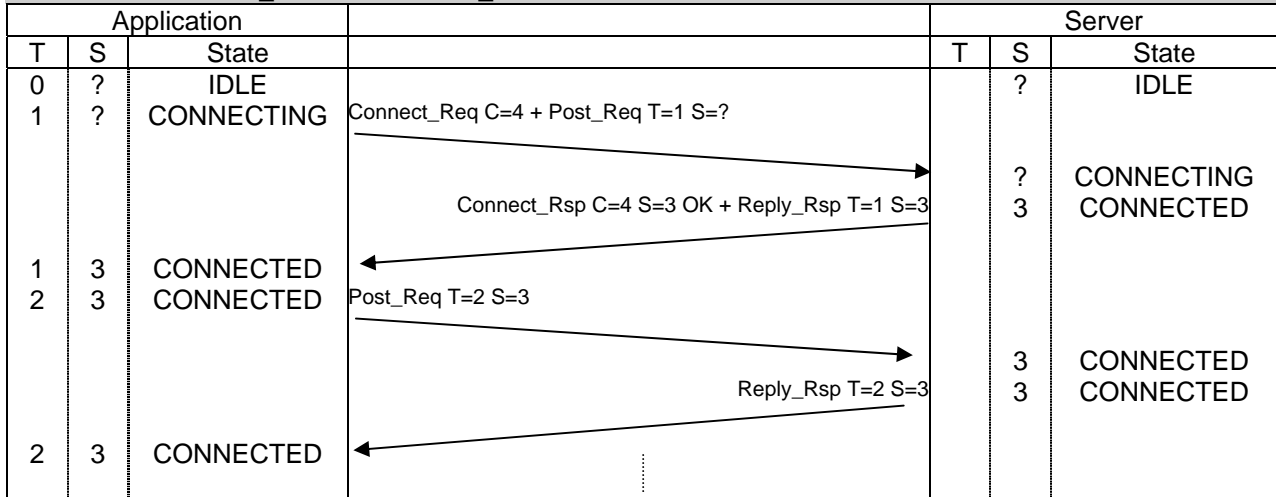 Application Server
T S State T S State
0 ? IDLE ? IDLE
1 ? CONNECTING Connect_Req C=4 + Post_Req T=1 S=?
? CONNECTING
Connect_Rsp C=4 S=3 OK + Reply_Rsp T=1 S=3 3 CONNECTED
1 3 CONNECTED
2 3 CONNECTED Post_Req T=2 S=3
3 CONNECTED
Reply_Rsp T=2 S=3 3 CONNECTED
2 3 CONNECTED